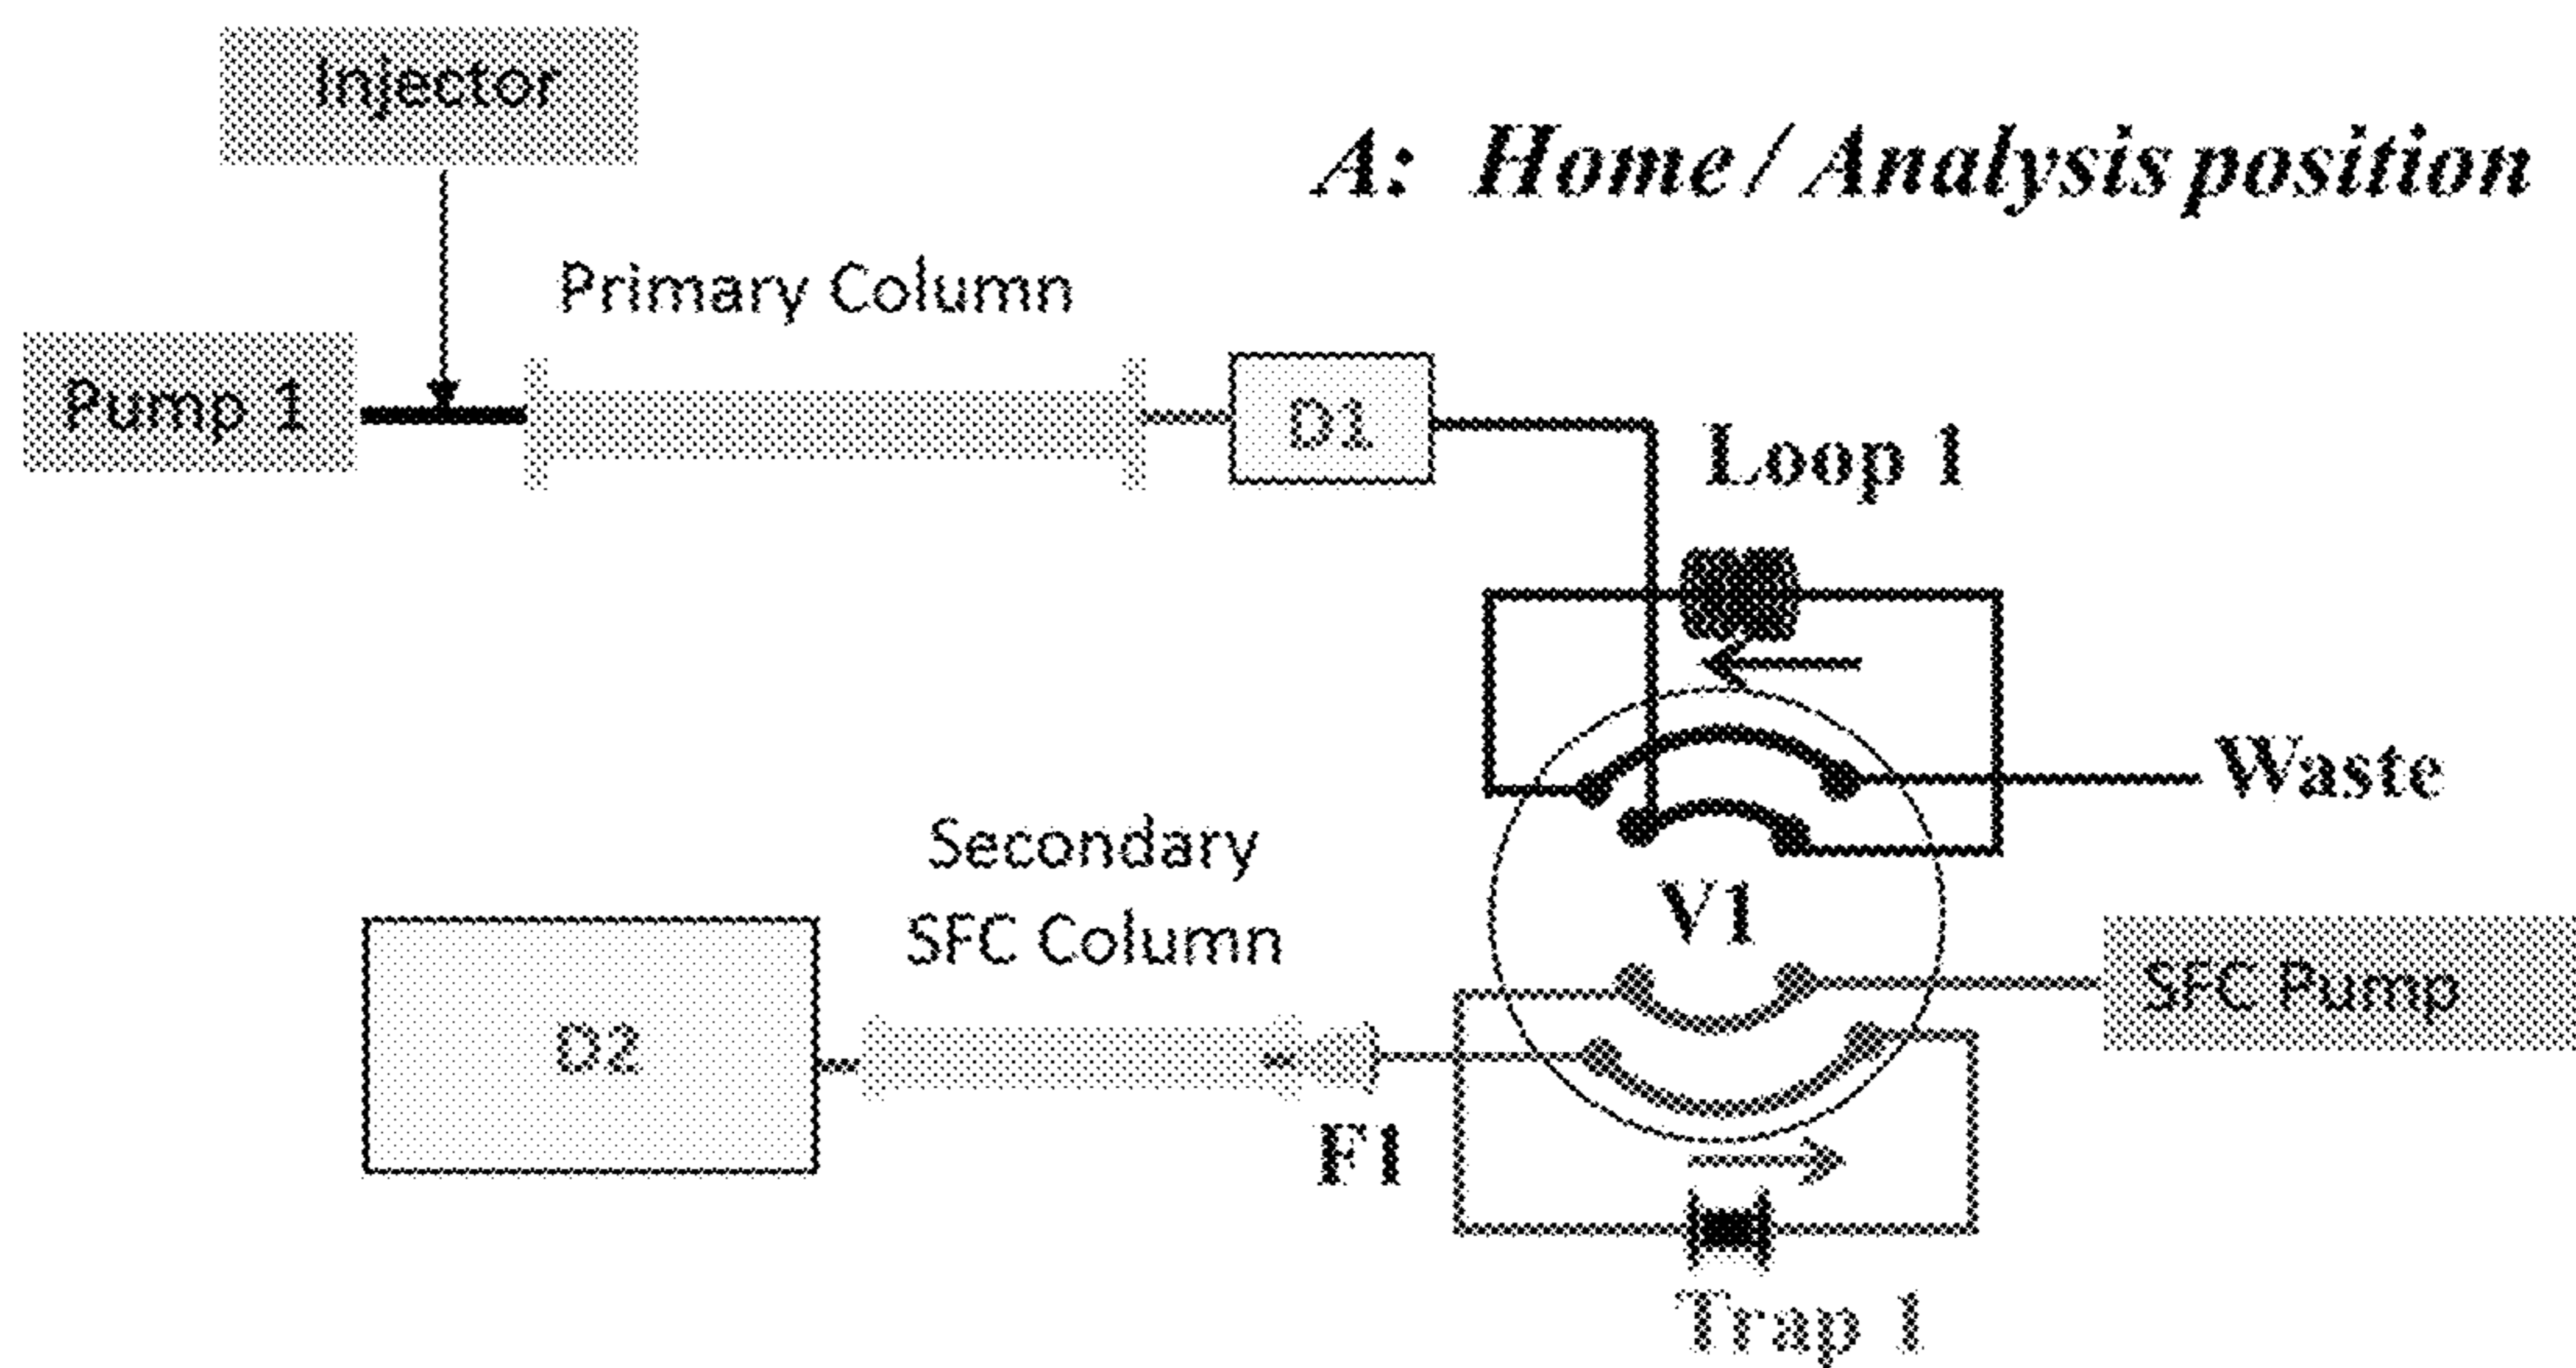 Injector
A: Home / Analysis position
Primary Column
Pump 1
D1
Loop 1
Waste
Secondary
SFC Column
V1
SFC Pump
D2
F1
Trap 1